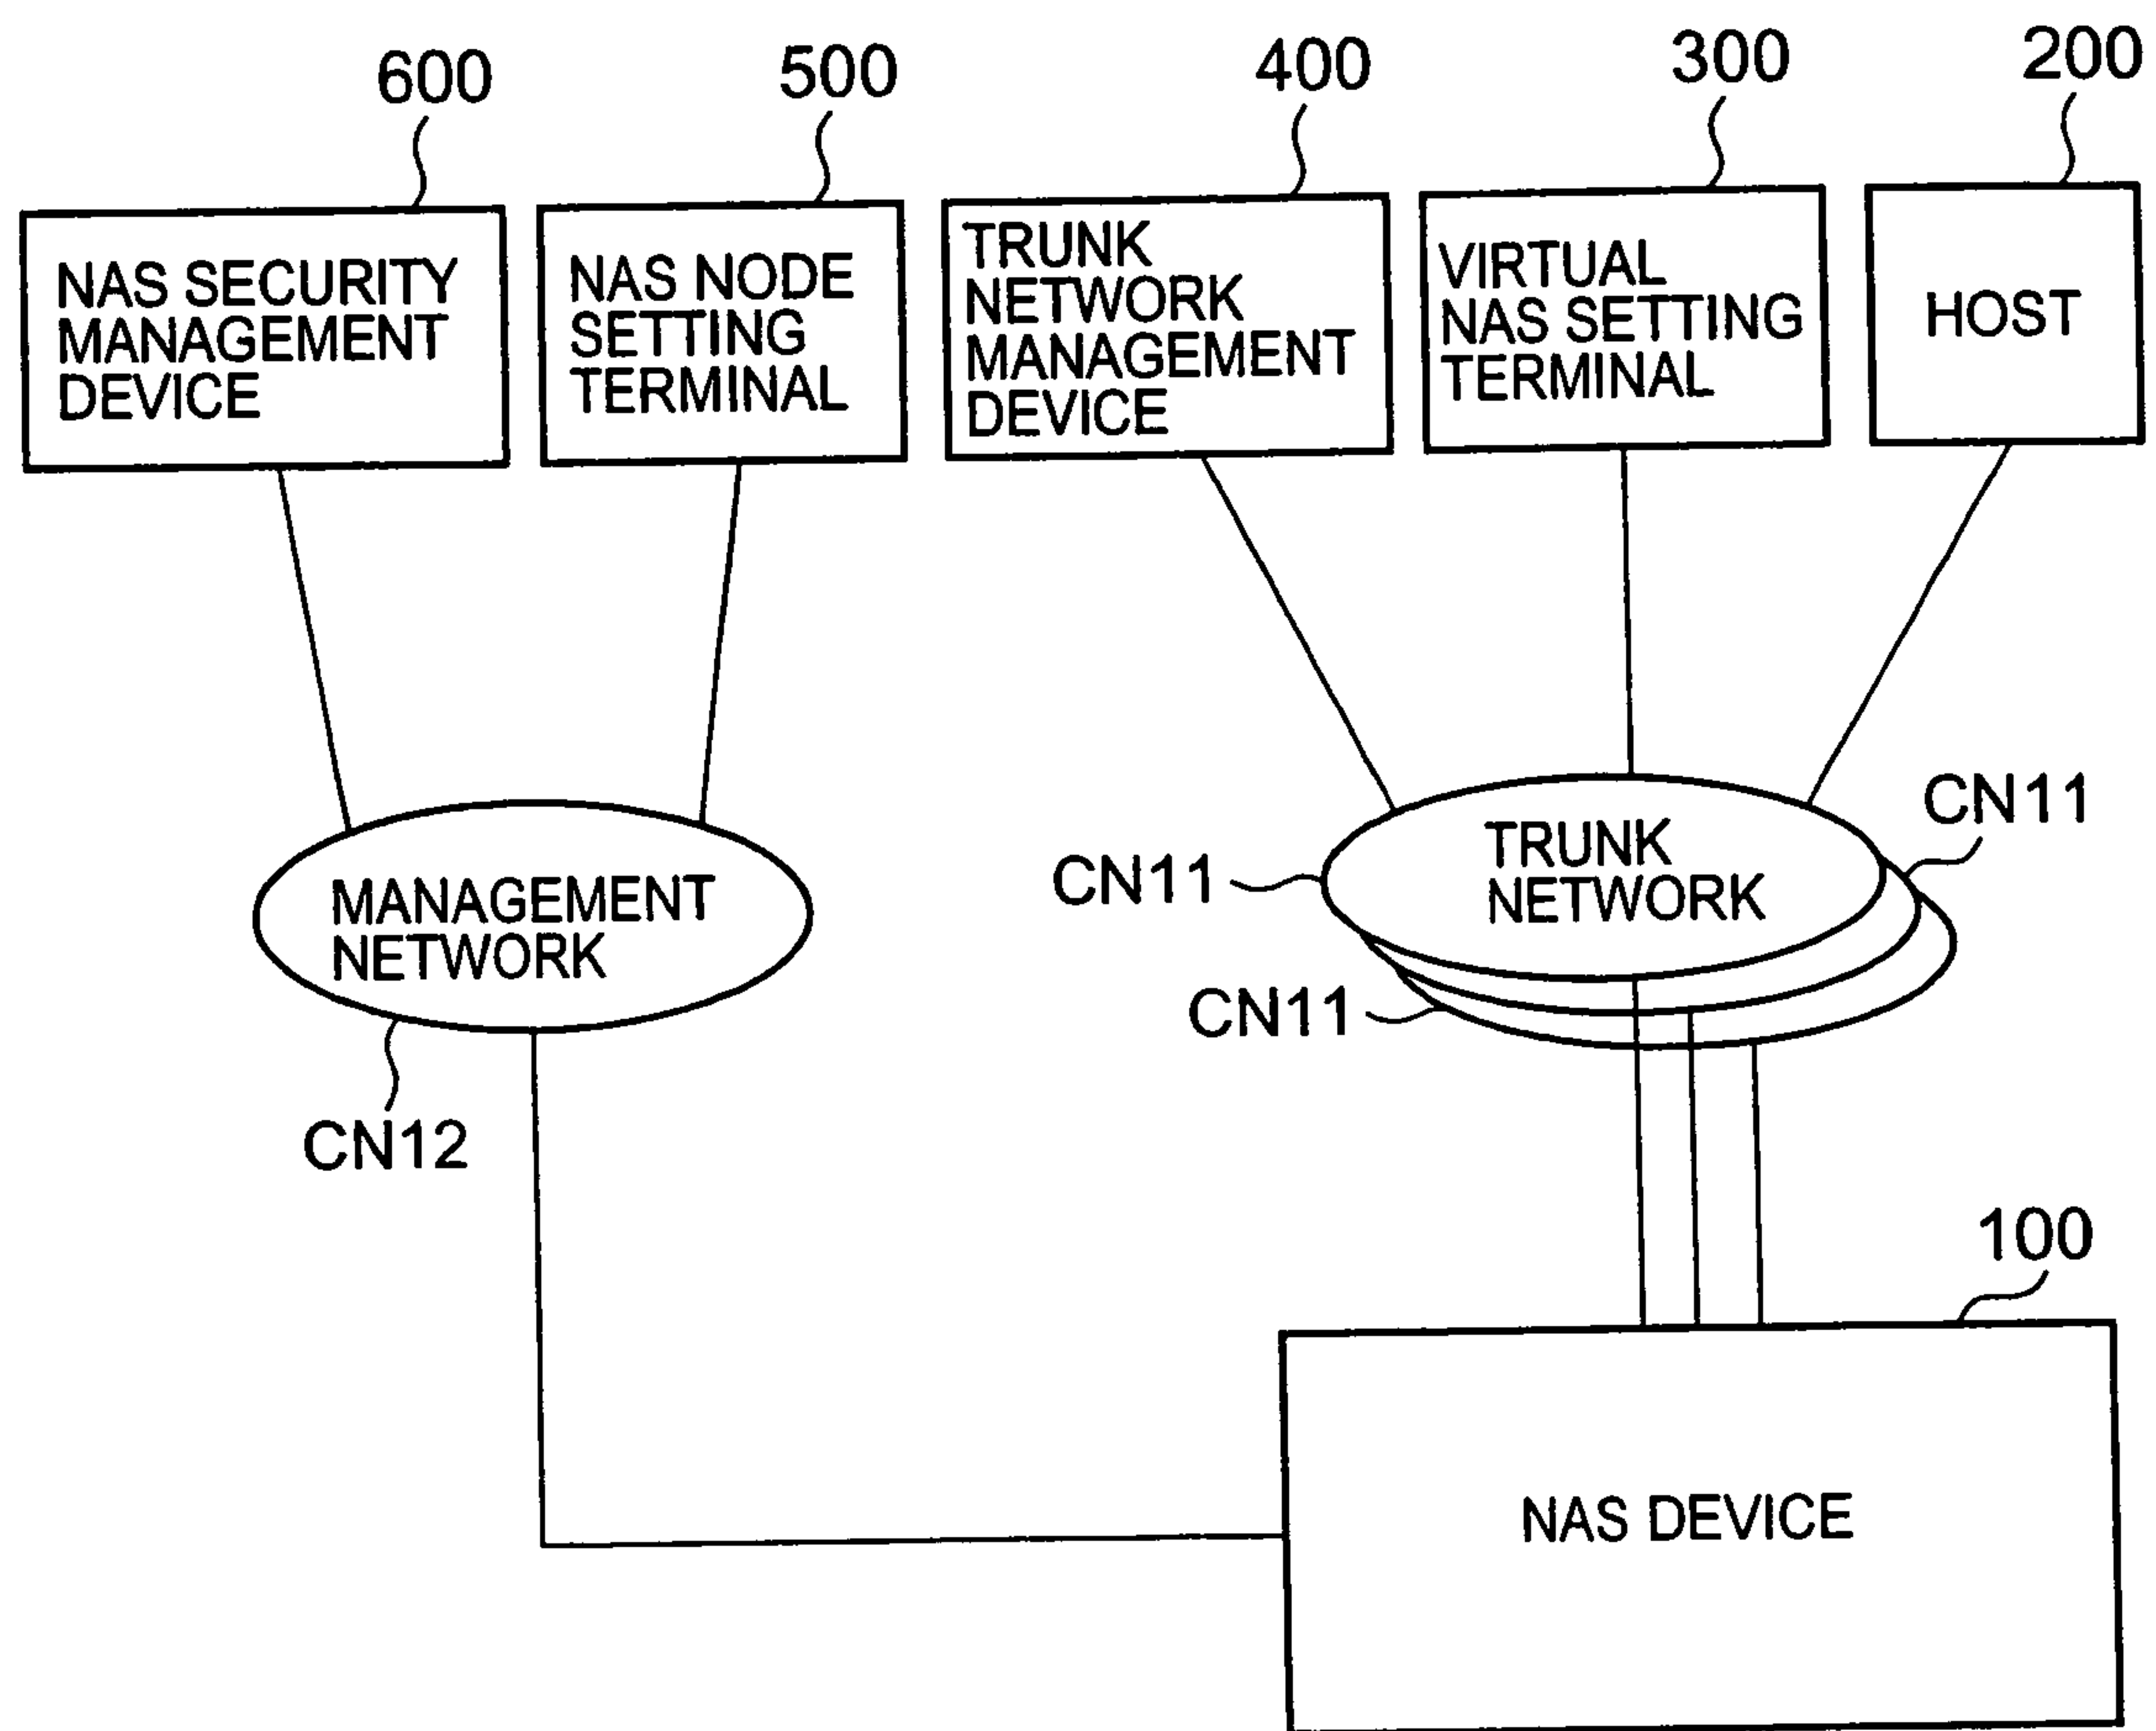 600
500
400
300
200
NAS SECURITY
MANAGEMENT
DEVICE
NAS NODE
SETTING
TERMINAL
TRUNK
NETWORK
MANAGEMENT
DEVICE
VIRTUAL
NAS SETTING
TERMINAL
HOST
MANAGEMENT
NETWORK
CN12
TRUNK
NETWORK
CN11
CN11
CN11
100
NAS DEVICE